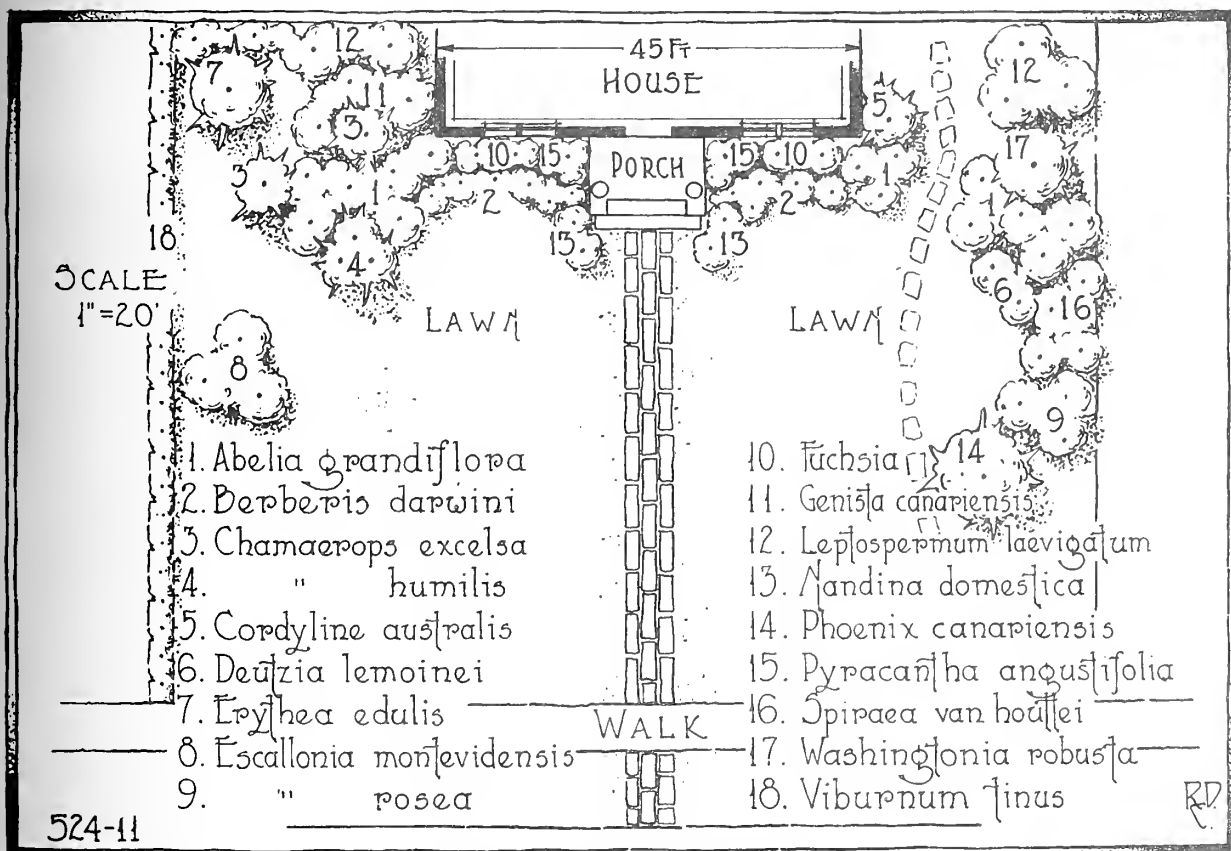 45 Ft
HOUSE
PORCH
7
12
11
3
5
12
10
15
15
10
17
3
1
2
2
1
1
18
4
13
13
6
16
SCALE
1"=20'
LAWN
LAWN
8
9
14
1. Abelia grandiflora
2. Berberis darwini
3. Chamaerops excelsa
4. " humilis
5. Cordyline australis
6. Deutzia lemoinei
7. Erythea edulis
8. Escallonia montevidensis
9. " rosea
10. Fuchsia
11. Genista canariensis
12. Leptospermum laevigatum
13. Nandina domestica
14. Phoenix canariensis
15. Pyracantha angustifolia
16. Spiraea van houttei
17. Washingtonia robusta
18. Viburnum tinus
WALK
524-11